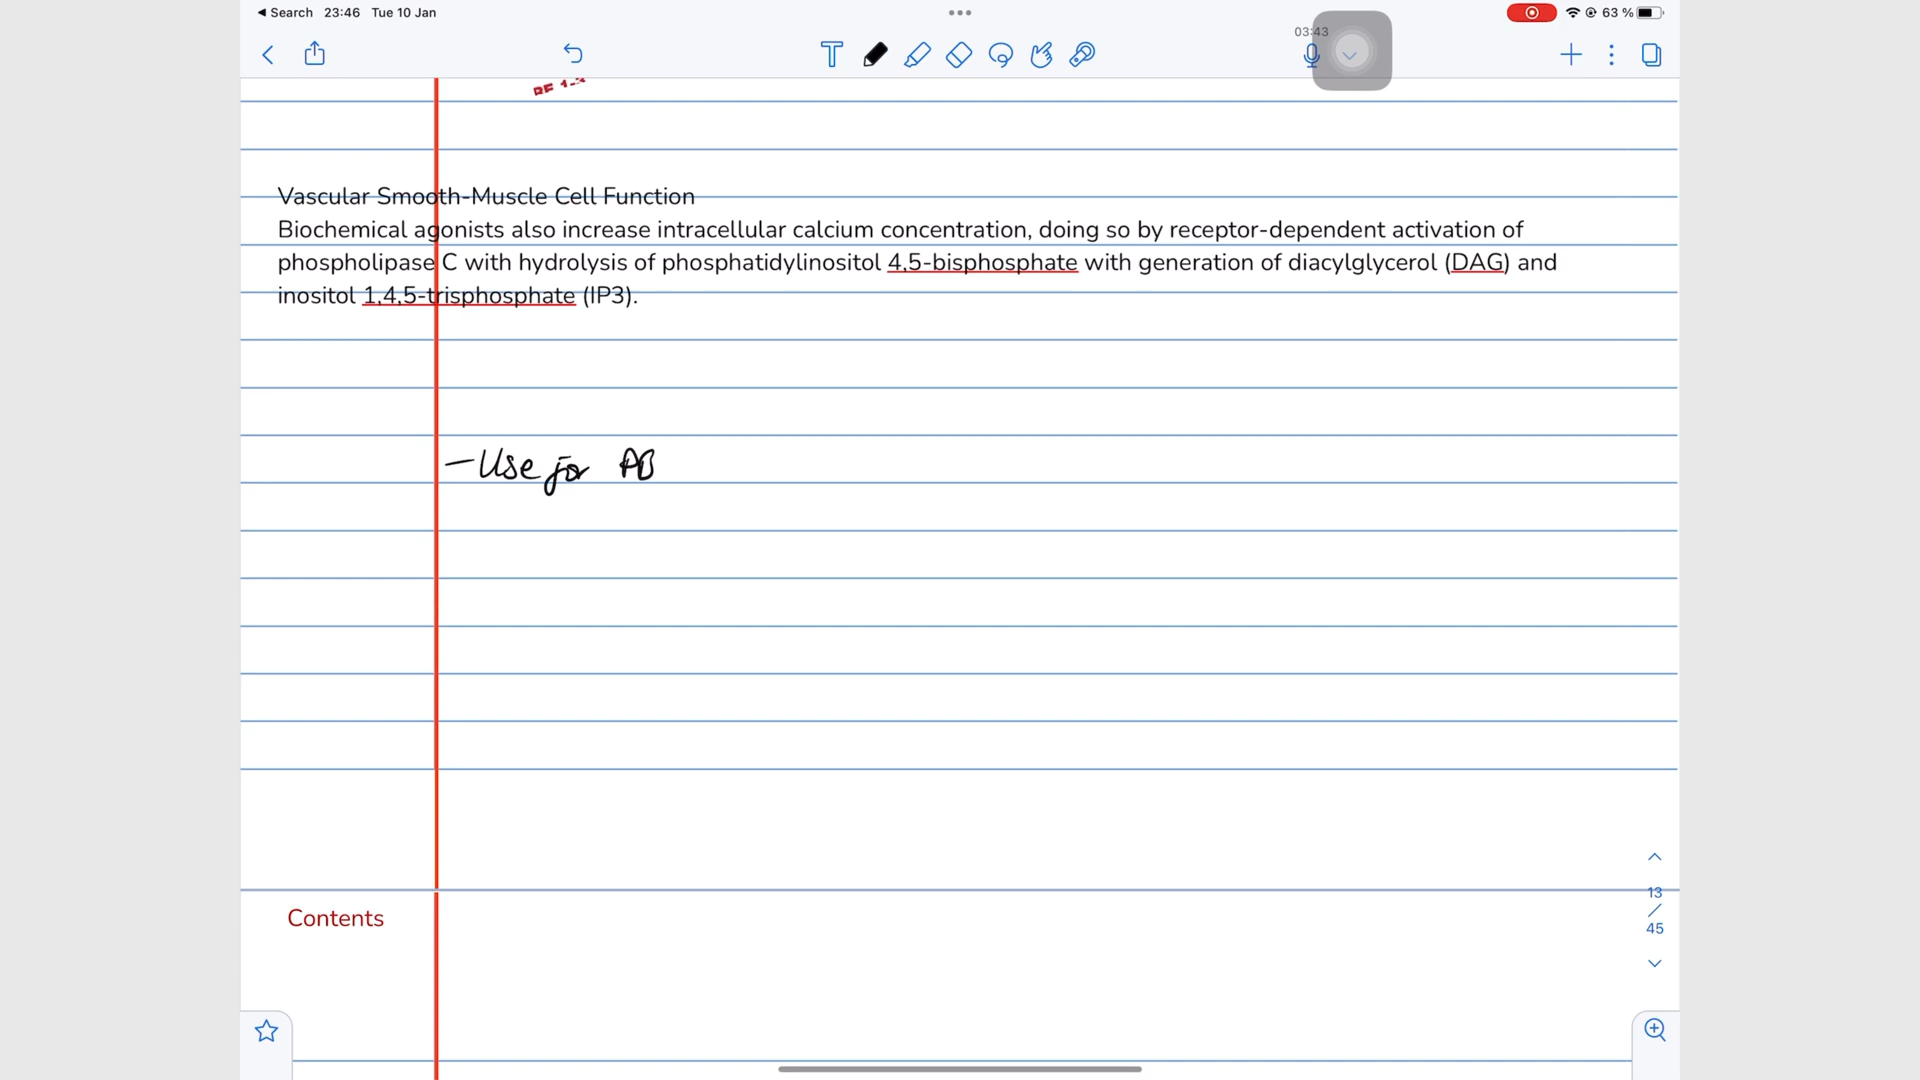 Search 23:46 Tue 10 Jan
63 %
03:43
Vascular Smooth-Muscle Cell Function
Biochemical agonists also increase intracellular calcium concentration, doing so by receptor-dependent activation of
phospholipase C with hydrolysis of phosphatidylinositol 4,5-bisphosphate with generation of diacylglycerol (DAG) and
inositol 1,4,5-trisphosphate (IP3).
-Use for AB
13
/
45
Contents